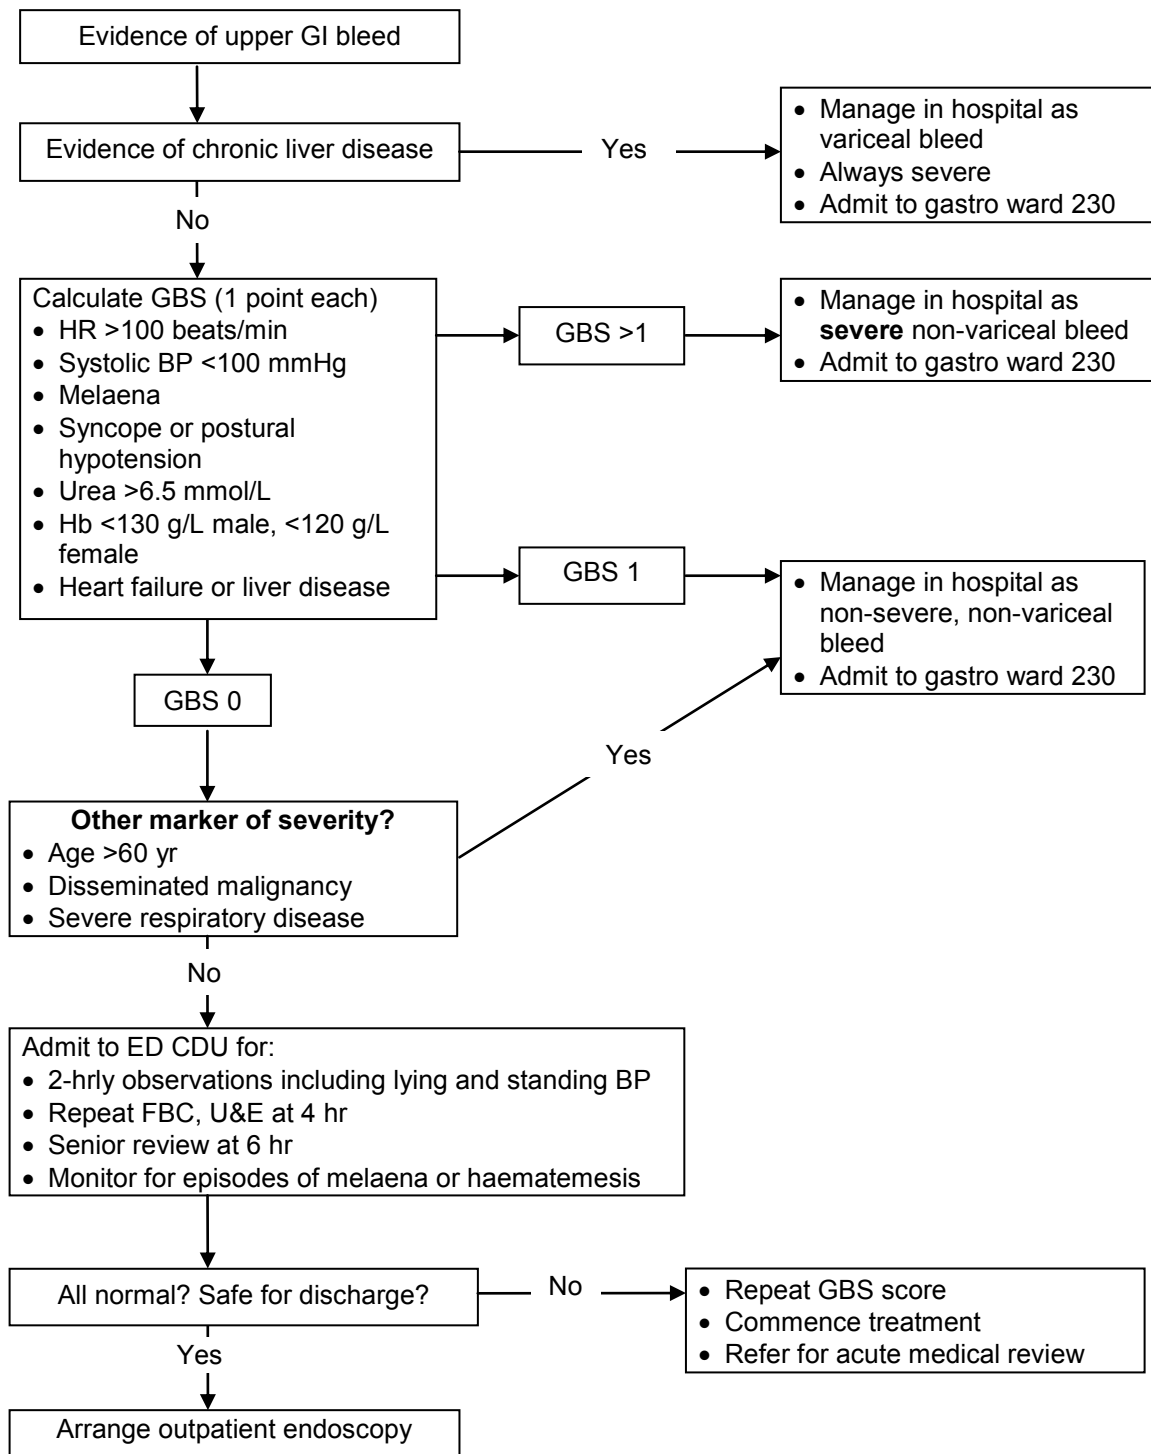 Evidence of upper GI bleed
Evidence of chronic liver disease
Yes
• Manage in hospital as
variceal bleed
• Always severe
• Admit to gastro ward 230
No
Calculate GBS (1 point each)
• HR >100 beats/min
• Systolic BP <100 mmHg
• Melaena
• Syncope or postural
hypotension
• Urea >6.5 mmol/L
• Hb <130 g/L male, <120 g/L
female
• Heart failure or liver disease
GBS >1
• Manage in hospital as
severe non-variceal bleed
• Admit to gastro ward 230
GBS 1
• Manage in hospital as
non-severe, non-variceal
bleed
• Admit to gastro ward 230
GBS 0
Yes
Other marker of severity?
• Age >60 yr
• Disseminated malignancy
• Severe respiratory disease
No
Admit to ED CDU for:
• 2-hrly observations including lying and standing BP
• Repeat FBC, U&E at 4 hr
• Senior review at 6 hr
• Monitor for episodes of melaena or haematemesis
All normal? Safe for discharge?
No
• Repeat GBS score
• Commence treatment
• Refer for acute medical review
Yes
Arrange outpatient endoscopy